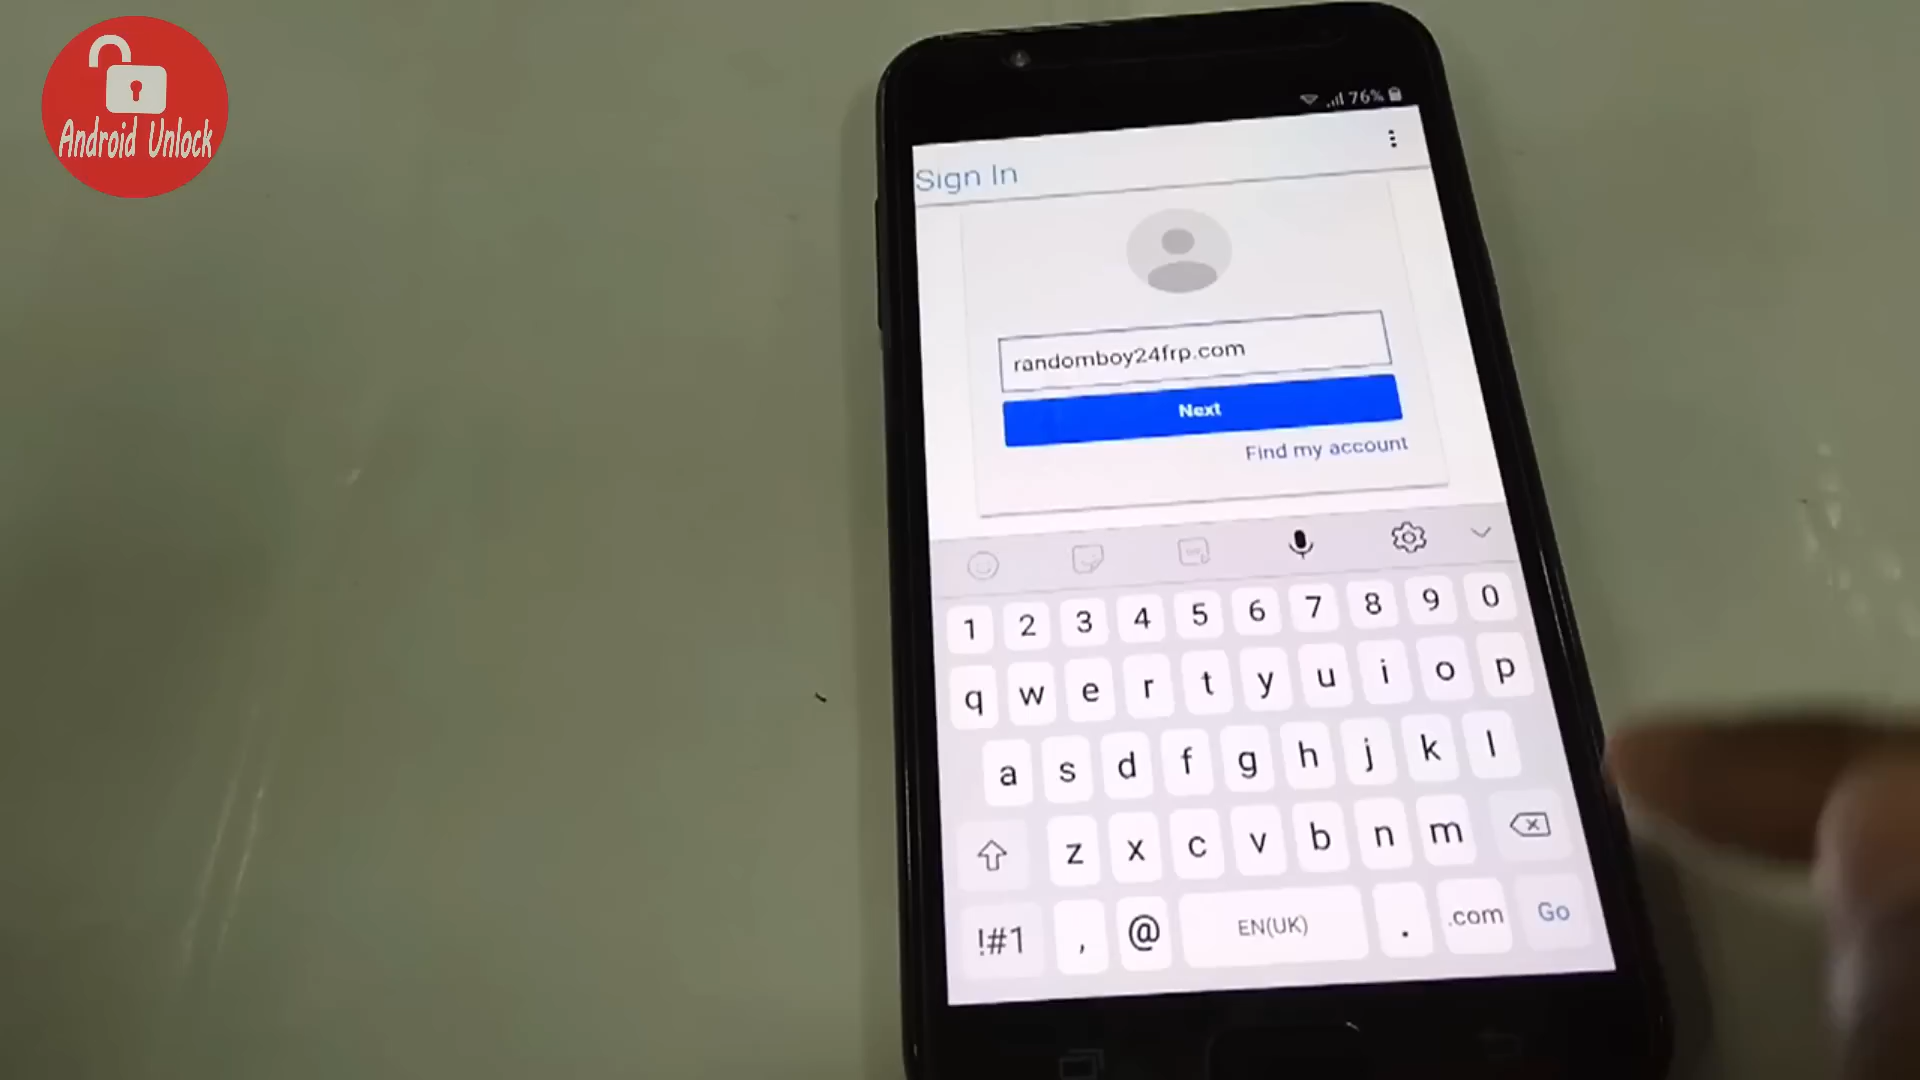 Android Unlock
76%
Sign In
randomboy24frp.com
Next
Find my account
1 2 3 4 5 6 7 8 9 0
q w e r t y u i o p
a s d f g h j k l
z x c v b n m
!#1 , @ EN(UK) . .com Go